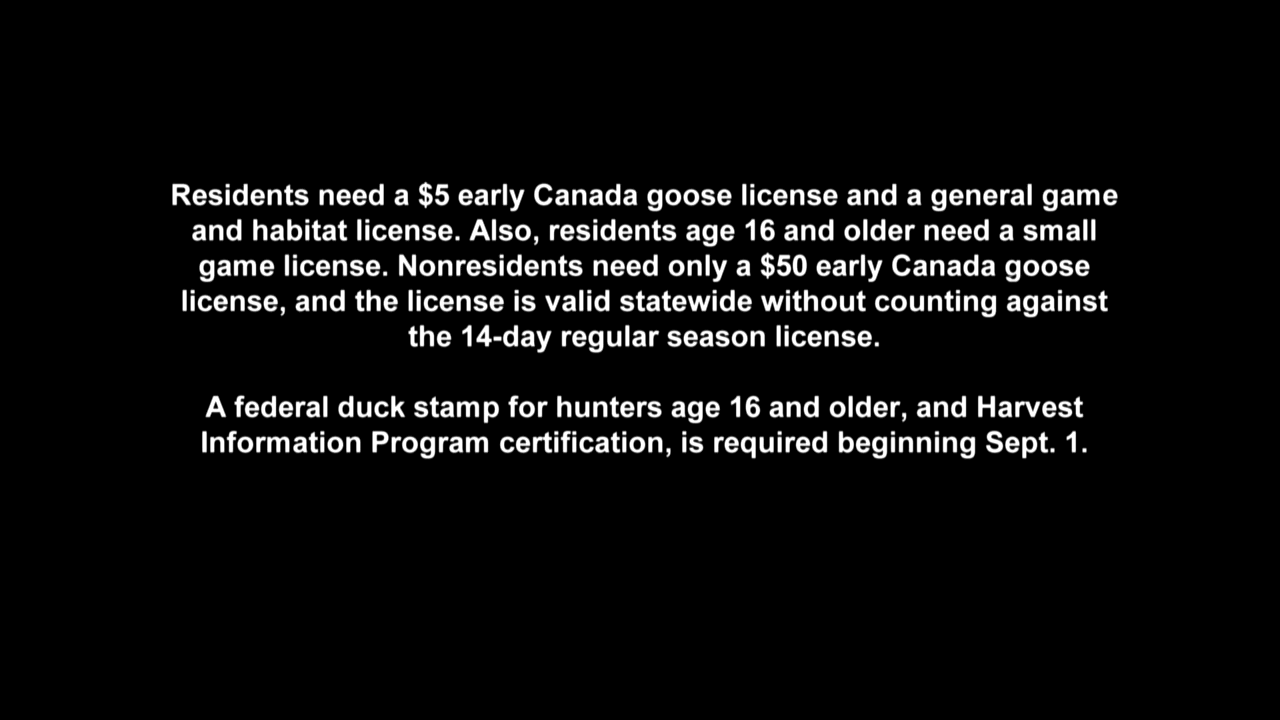 Residents need a $5 early Canada goose license and a general game
and habitat license. Also, residents age 16 and older need a small
game license. Nonresidents need only a $50 early Canada goose
license, and the license is valid statewide without counting against
the 14-day regular season license.
A federal duck stamp for hunters age 16 and older, and Harvest
Information Program certification, is required beginning Sept. 1.